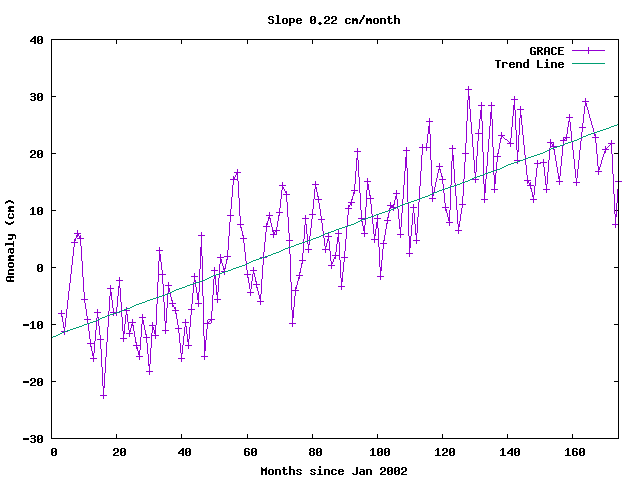 Slope 0.22 cm/month
GRACE
Trend Line
40
30
20
10
0
-10
-20
-30
Anomaly (cm)
0 20 40 60 80 100 120 140 160
Months since Jan 2002